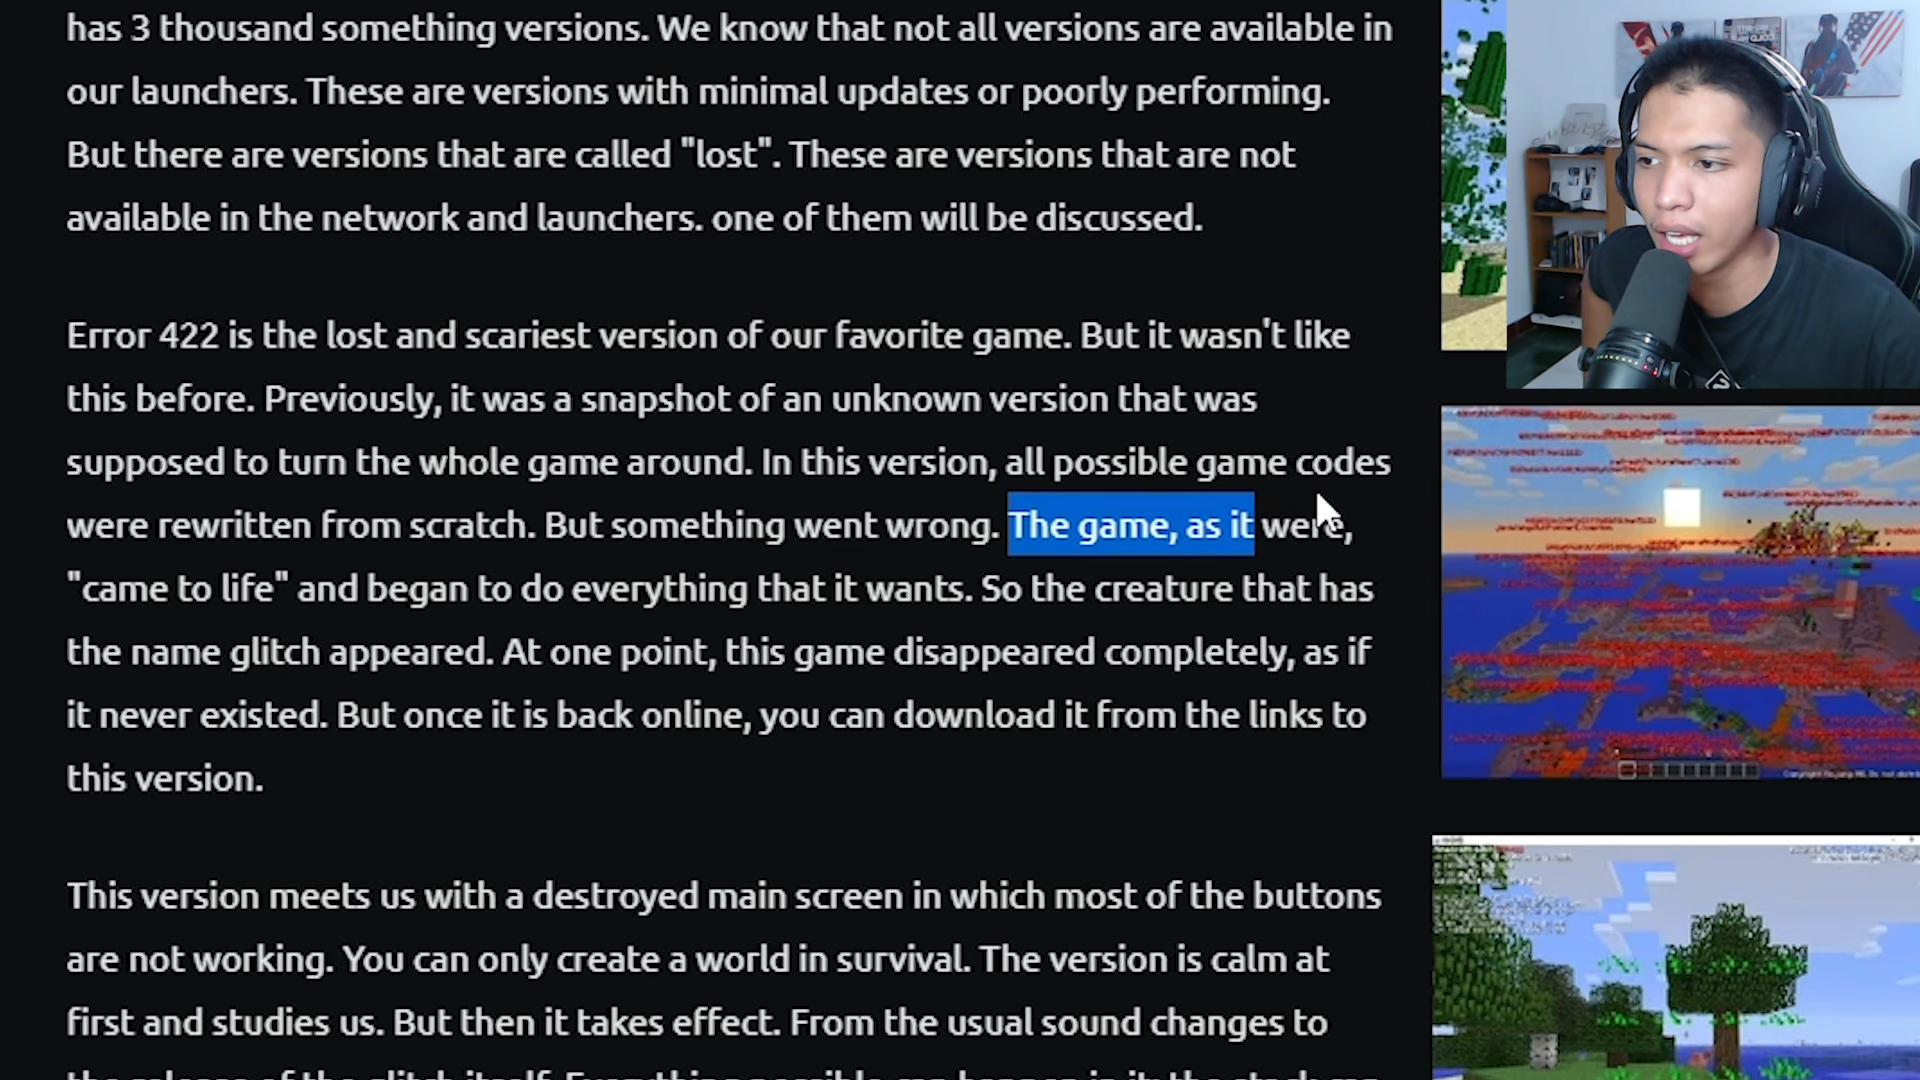 has 3 thousand something versions. We know that not all versions are available in
our launchers. These are versions with minimal updates or poorly performing.
But there are versions that are called "lost". These are versions that are not
available in the network and launchers. one of them will be discussed.
Error 422 is the lost and scariest version of our favorite game. But it wasn't like
this before. Previously, it was a snapshot of an unknown version that was
supposed to turn the whole game around. In this version, all possible game codes
were rewritten from scratch. But something went wrong. The game, as it were,
"came to life" and began to do everything that it wants. So the creature that has
the name glitch appeared. At one point, this game disappeared completely, as if
it never existed. But once it is back online, you can download it from the links to
this version.
This version meets us with a destroyed main screen in which most of the buttons
are not working. You can only create a world in survival. The version is calm at
first and studies us. But then it takes effect. From the usual sound changes to